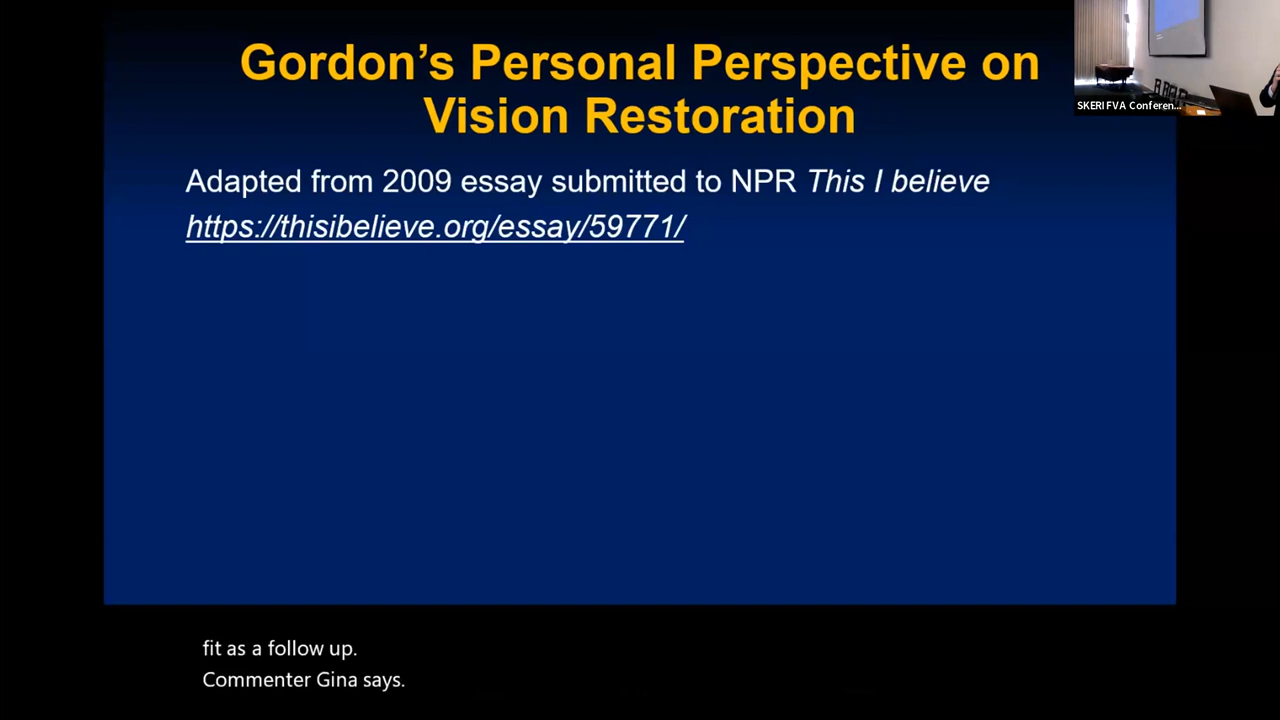 Gordon’s Personal Perspective on
Vision Restoration
Adapted from 2009 essay submitted to NPR This I believe
https://thisibelieve.org/essay/59771/
SKERI FVA Conferen...
fit as a follow up.
Commenter Gina says.